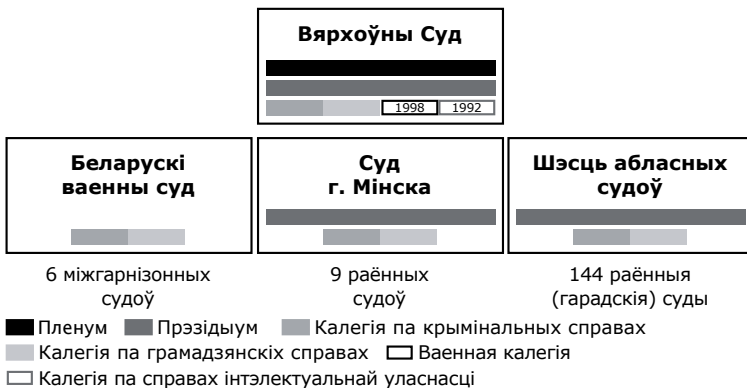 Вярхоўны Суд
1998 1992
Беларускі
ваенны суд
Суд
г. Мінска
Шэсць абласных
судоў
6 міжгарнізонных
судоў
9 раённых
судоў
144 раённыя
(гарадскія) суды
Пленум Прэзідыум Калегія па крымінальных справах
Калегія па грамадзянскіх справах Ваенная калегія
Калегія па справах інтэлектуальнай уласнасці